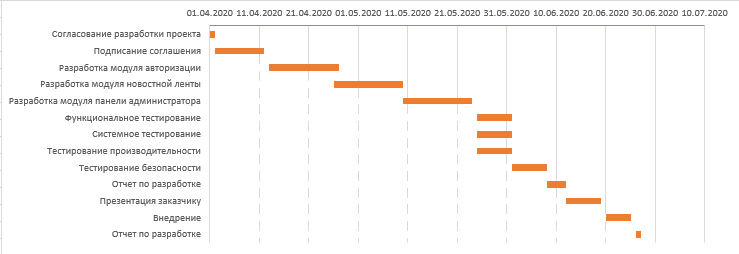 01.04.2020 11.04.2020 21.04.2020 01.05.2020 11.05.2020 21.05.2020 31.05.2020 10.06.2020 20.06.2020 30.06.2020 10.07.2020
Согласование разработки проекта
Подписание соглашения
Разработка модуля авторизации
Разработка модуля новостной ленты
Разработка модуля панели администратора
Функциональное тестирование
Системное тестирование
Тестирование производительности
Тестирование безопасности
Отчет по разработке
Презентация заказчику
Внедрение
Отчет по разработке